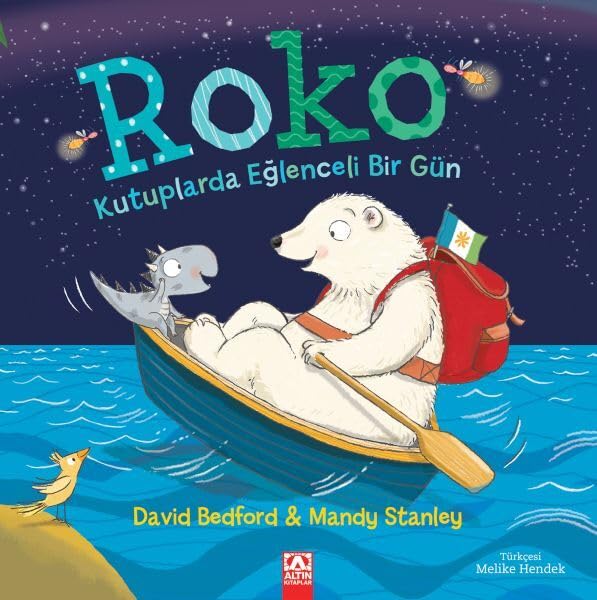 Roko
Kutuplarda Eğlenceli Bir Gün
David Bedford & Mandy Stanley
ALTIN
KİTAPLAR
Türkçesi
Melike Hendek